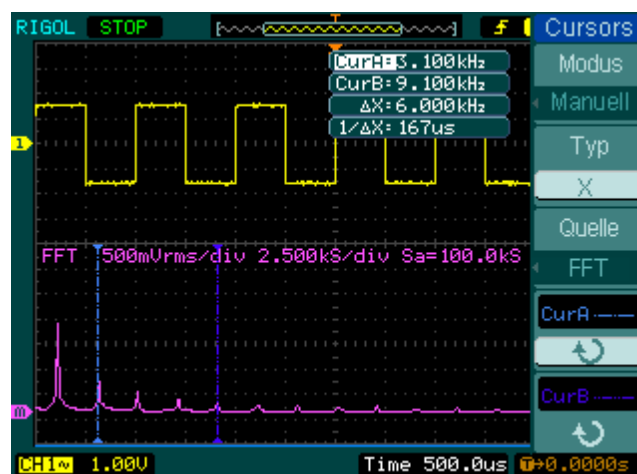 RIGOL STOP T f Cursors
CurA:3.100kHz
CurB:9.100kHz
ΔX:6.000kHz
1/ΔX:167us
Modus
Manuell
Typ
X
Quelle
FFT
1
FFT 500mVrms/div 2.500kS/div Sa=100.0kS
CurA
CurB
M
CH1~ 1.00V Time 500.0us T→0.0000s